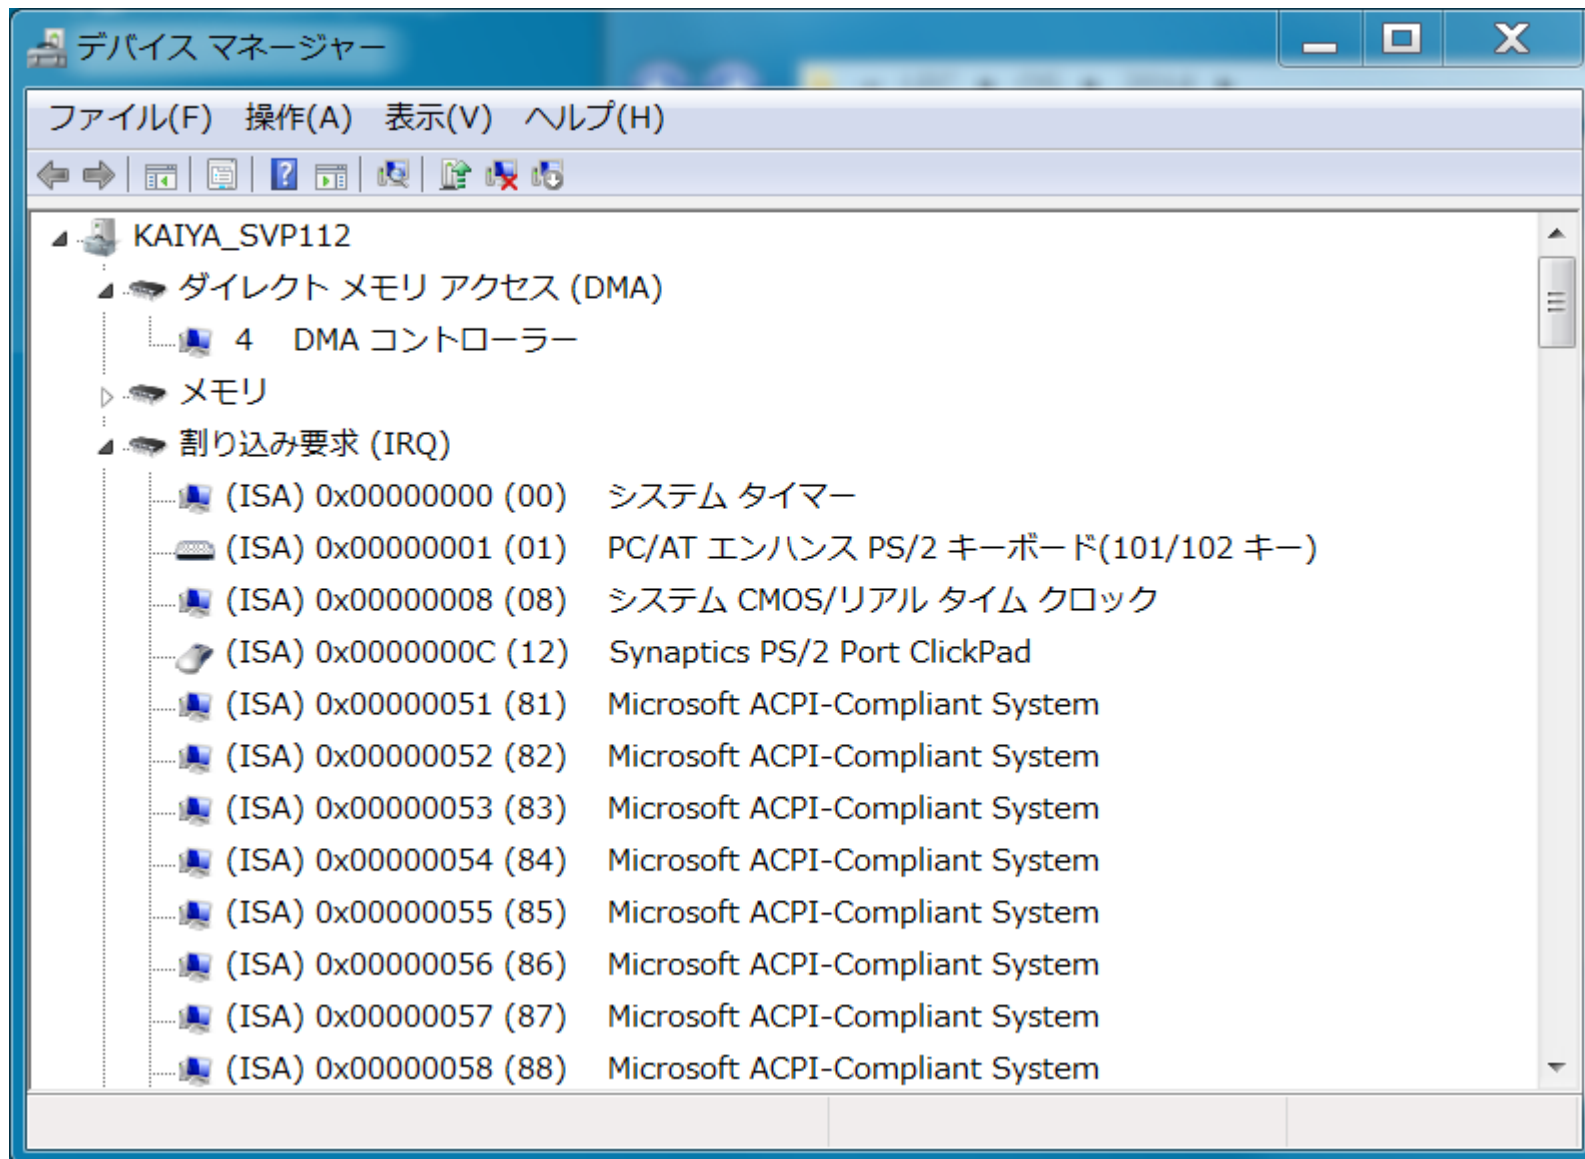 デバイス マネージャー
ファイル(F) 操作(A) 表示(V) ヘルプ(H)
KAIYA_SVP112
ダイレクト メモリ アクセス (DMA)
4 DMA コントローラー
メモリ
割り込み要求 (IRQ)
(ISA) 0x00000000 (00) システム タイマー
(ISA) 0x00000001 (01) PC/AT エンハンス PS/2 キーボード(101/102 キー)
(ISA) 0x00000008 (08) システム CMOS/リアル タイム クロック
(ISA) 0x0000000C (12) Synaptics PS/2 Port ClickPad
(ISA) 0x00000051 (81) Microsoft ACPI-Compliant System
(ISA) 0x00000052 (82) Microsoft ACPI-Compliant System
(ISA) 0x00000053 (83) Microsoft ACPI-Compliant System
(ISA) 0x00000054 (84) Microsoft ACPI-Compliant System
(ISA) 0x00000055 (85) Microsoft ACPI-Compliant System
(ISA) 0x00000056 (86) Microsoft ACPI-Compliant System
(ISA) 0x00000057 (87) Microsoft ACPI-Compliant System
(ISA) 0x00000058 (88) Microsoft ACPI-Compliant System